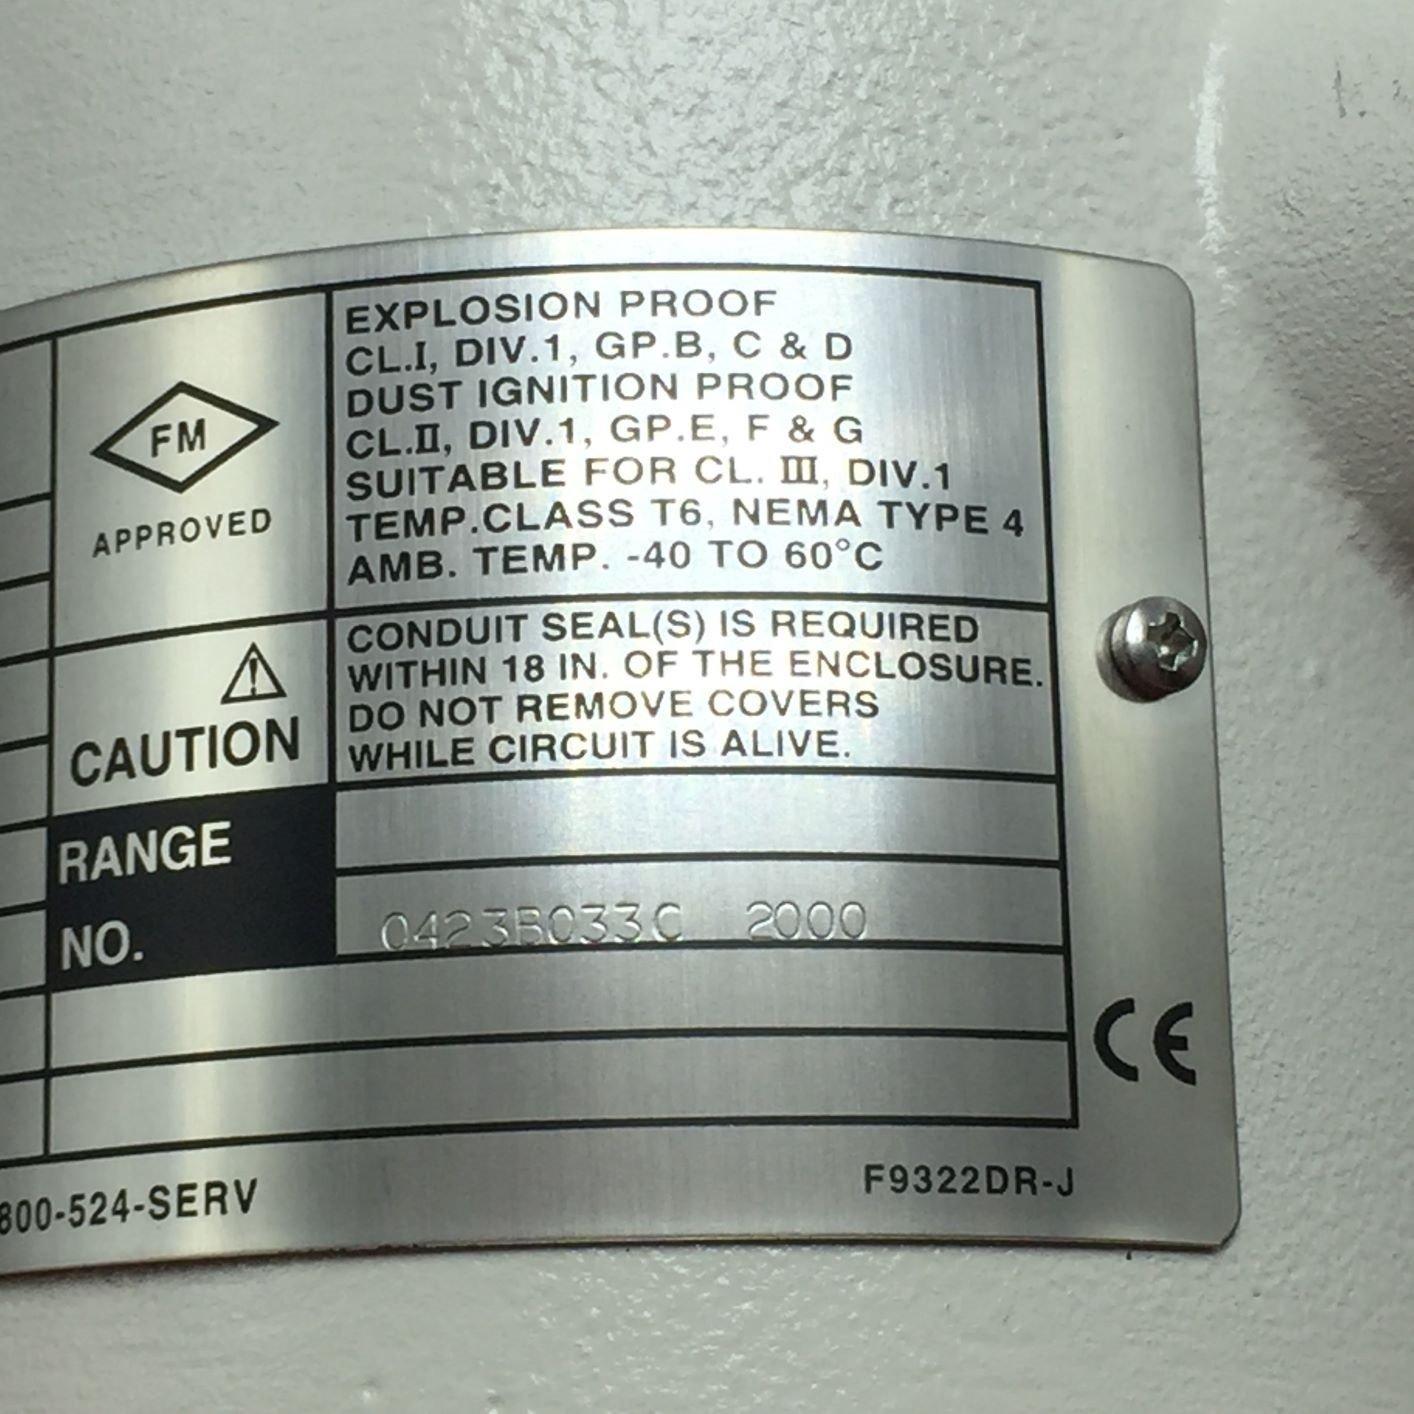 EXPLOSION PROOF
CL.I, DIV.1, GP.B, C & D
DUST IGNITION PROOF
CL.II, DIV.1, GP.E, F & G
SUITABLE FOR CL. III, DIV.1
TEMP.CLASS T6, NEMA TYPE 4
AMB. TEMP. -40 TO 60°C
FM
APPROVED
CAUTION
CONDUIT SEAL(S) IS REQUIRED
WITHIN 18 IN. OF THE ENCLOSURE.
DO NOT REMOVE COVERS
WHILE CIRCUIT IS ALIVE.
RANGE
NO.
0423B033C 2000
CE
800-524-SERV
F9322DR-J